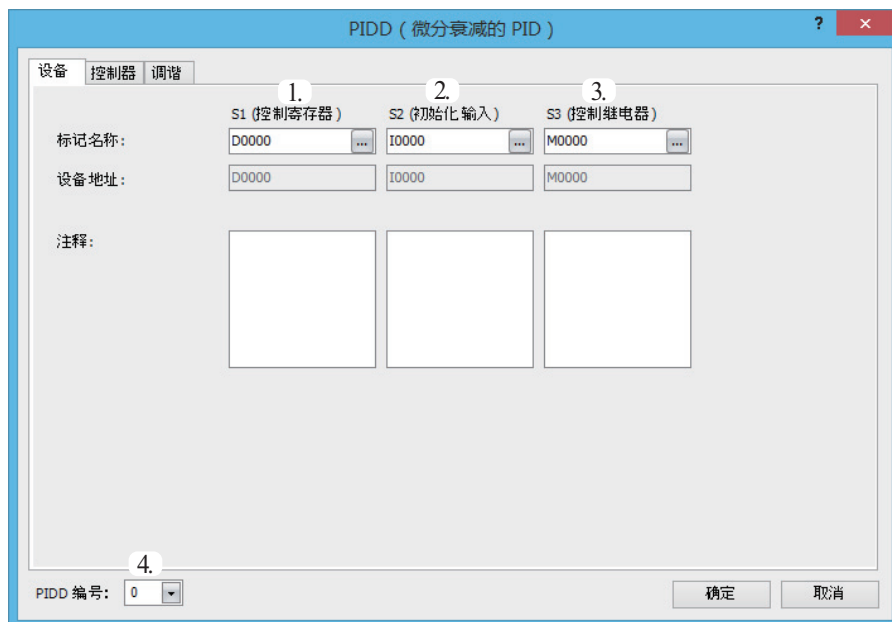 PIDD ( 微分衰减的 PID )
?
×
设备
控制器
调谐
1.
2.
3.
S1 (控制寄存器)
S2 (初始化输入)
S3 (控制继电器)
标记名称:
D0000
...
I0000
...
M0000
...
设备地址:
D0000
I0000
M0000
注释:
4.
PIDD 编号:
0
确定
取消